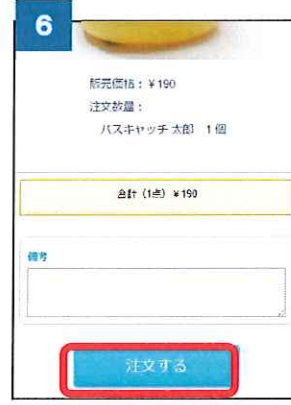 6
販売価格：￥190
注文数量：
バスキャッチ 太郎 1個
合計（1点）￥190
備考
注文する